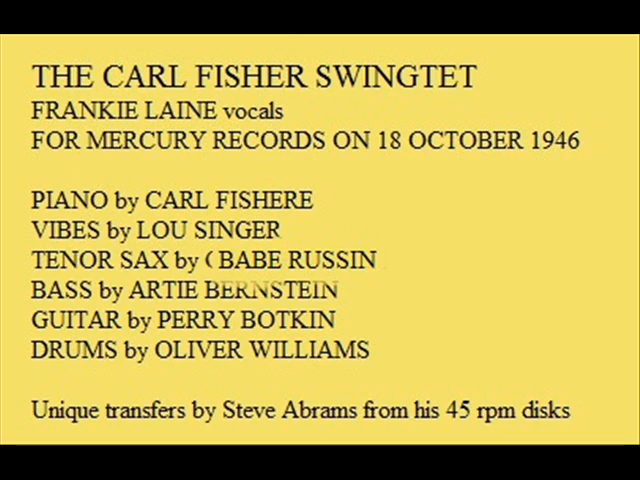 THE CARL FISHER SWINGTET
FRANKIE LAINE vocals
FOR MERCURY RECORDS ON 18 OCTOBER 1946
PIANO by CARL FISHERE
VIBES by LOU SINGER
TENOR SAX by ( BABE RUSSIN
BASS by ARTIE BERNSTEIN
GUITAR by PERRY BOTKIN
DRUMS by OLIVER WILLIAMS
Unique transfers by Steve Abrams from his 45 rpm disks